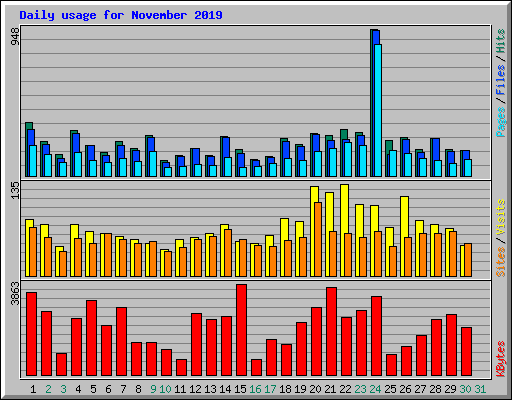 Daily usage for November 2019
948
Pages / Files / Hits
135
Sites / Visits
3863
KBytes
1 2 3 4 5 6 7 8 9 10 11 12 13 14 15 16 17 18 19 20 21 22 23 24 25 26 27 28 29 30 31